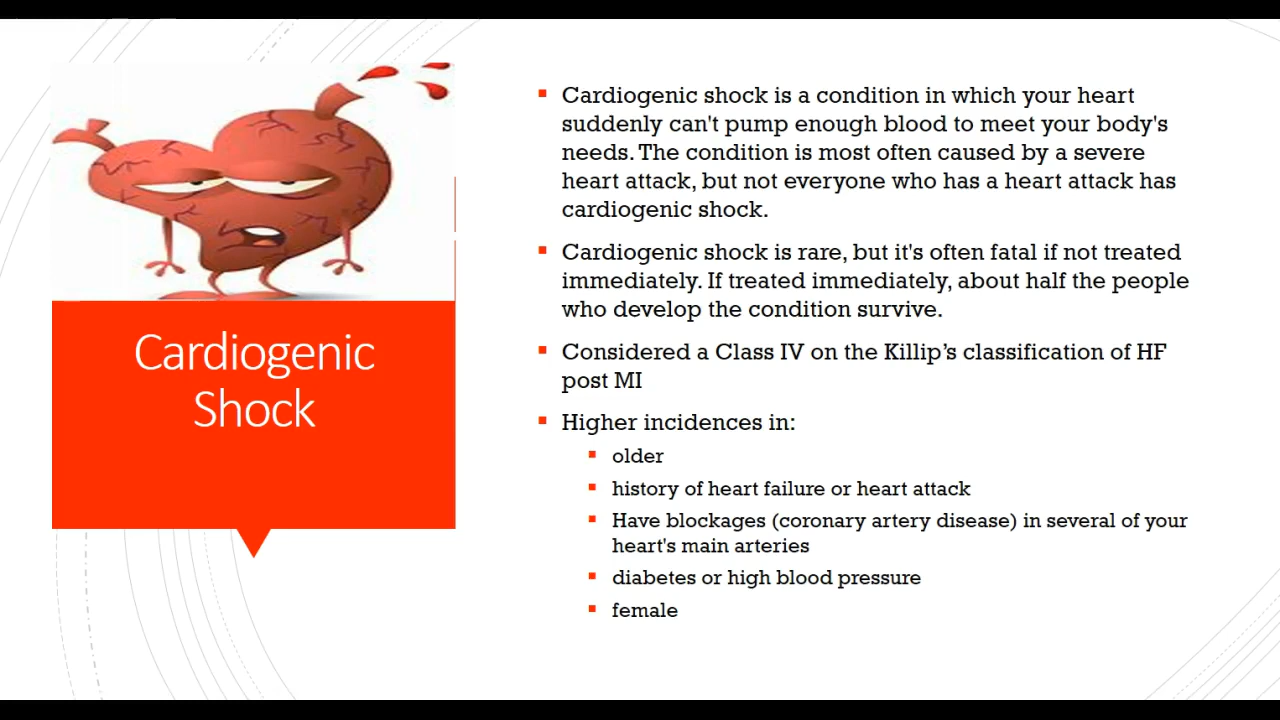 Cardiogenic
Shock
Cardiogenic shock is a condition in which your heart
suddenly can't pump enough blood to meet your body's
needs. The condition is most often caused by a severe
heart attack, but not everyone who has a heart attack has
cardiogenic shock.
Cardiogenic shock is rare, but it's often fatal if not treated
immediately. If treated immediately, about half the people
who develop the condition survive.
Considered a Class IV on the Killip’s classification of HF
post MI
Higher incidences in:
older
history of heart failure or heart attack
Have blockages (coronary artery disease) in several of your
heart's main arteries
diabetes or high blood pressure
female